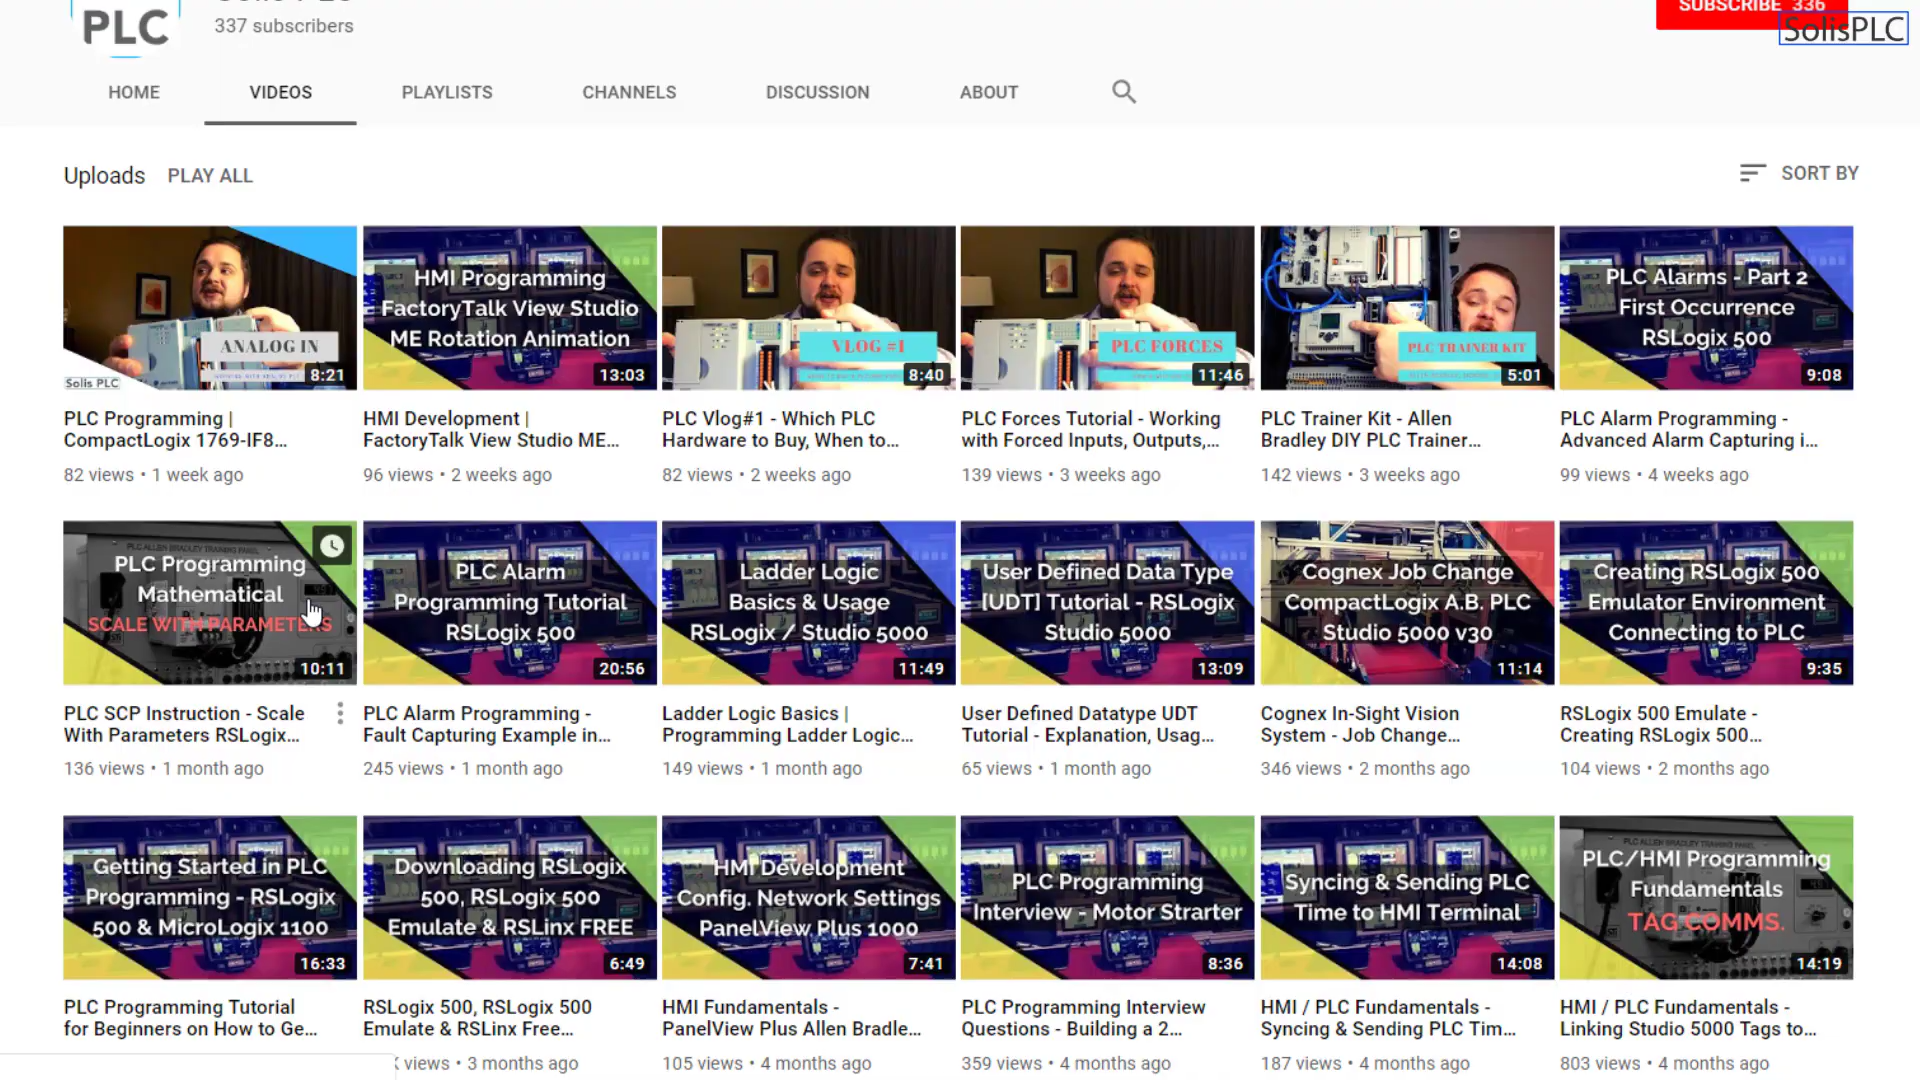 PLC
337 subscribers
SUBSCRIBE 336
SolisPLC
HOME
VIDEOS
PLAYLISTS
CHANNELS
DISCUSSION
ABOUT
Uploads
PLAY ALL
SORT BY
ANALOG IN
Solis PLC
8:21
HMI Programming
FactoryTalk View Studio
ME Rotation Animation
13:03
VLOG #1
8:40
PLC FORCES
11:46
PLC TRAINER KIT
5:01
PLC Alarms - Part 2
First Occurrence
RSLogix 500
9:08
PLC Programming |
CompactLogix 1769-IF8...
82 views • 1 week ago
HMI Development |
FactoryTalk View Studio ME...
96 views • 2 weeks ago
PLC Vlog#1 - Which PLC
Hardware to Buy, When to...
82 views • 2 weeks ago
PLC Forces Tutorial - Working
with Forced Inputs, Outputs,...
139 views • 3 weeks ago
PLC Trainer Kit - Allen
Bradley DIY PLC Trainer...
142 views • 3 weeks ago
PLC Alarm Programming -
Advanced Alarm Capturing i...
99 views • 4 weeks ago
PLC ALLEN BRADLEY TRAINING PANEL
PLC Programming
Mathematical
SCALE WITH PARAMETERS
10:11
PLC Alarm
Programming Tutorial
RSLogix 500
20:56
Ladder Logic
Basics & Usage
RSLogix / Studio 5000
11:49
User Defined Data Type
[UDT] Tutorial - RSLogix
Studio 5000
13:09
Cognex Job Change
CompactLogix A.B. PLC
Studio 5000 v30
11:14
Creating RSLogix 500
Emulator Environment
Connecting to PLC
9:35
PLC SCP Instruction - Scale
With Parameters RSLogix...
136 views • 1 month ago
PLC Alarm Programming -
Fault Capturing Example in...
245 views • 1 month ago
Ladder Logic Basics |
Programming Ladder Logic...
149 views • 1 month ago
User Defined Datatype UDT
Tutorial - Explanation, Usag...
65 views • 1 month ago
Cognex In-Sight Vision
System - Job Change...
346 views • 2 months ago
RSLogix 500 Emulate -
Creating RSLogix 500...
104 views • 2 months ago
Getting Started in PLC
Programming - RSLogix
500 & MicroLogix 1100
16:33
Downloading RSLogix
500, RSLogix 500
Emulate & RSLinx FREE
6:49
HMI Development
Config. Network Settings
PanelView Plus 1000
7:41
PLC Programming
Interview - Motor Strarter
8:36
Syncing & Sending PLC
Time to HMI Terminal
14:08
PLC ALLEN BRADLEY TRAINING PANEL
PLC/HMI Programming
Fundamentals
TAG COMMS.
14:19
PLC Programming Tutorial
for Beginners on How to Ge...
RSLogix 500, RSLogix 500
Emulate & RSLinx Free...
views • 3 months ago
HMI Fundamentals -
PanelView Plus Allen Bradle...
105 views • 4 months ago
PLC Programming Interview
Questions - Building a 2...
359 views • 4 months ago
HMI / PLC Fundamentals -
Syncing & Sending PLC Tim...
187 views • 4 months ago
HMI / PLC Fundamentals -
Linking Studio 5000 Tags to...
803 views • 4 months ago